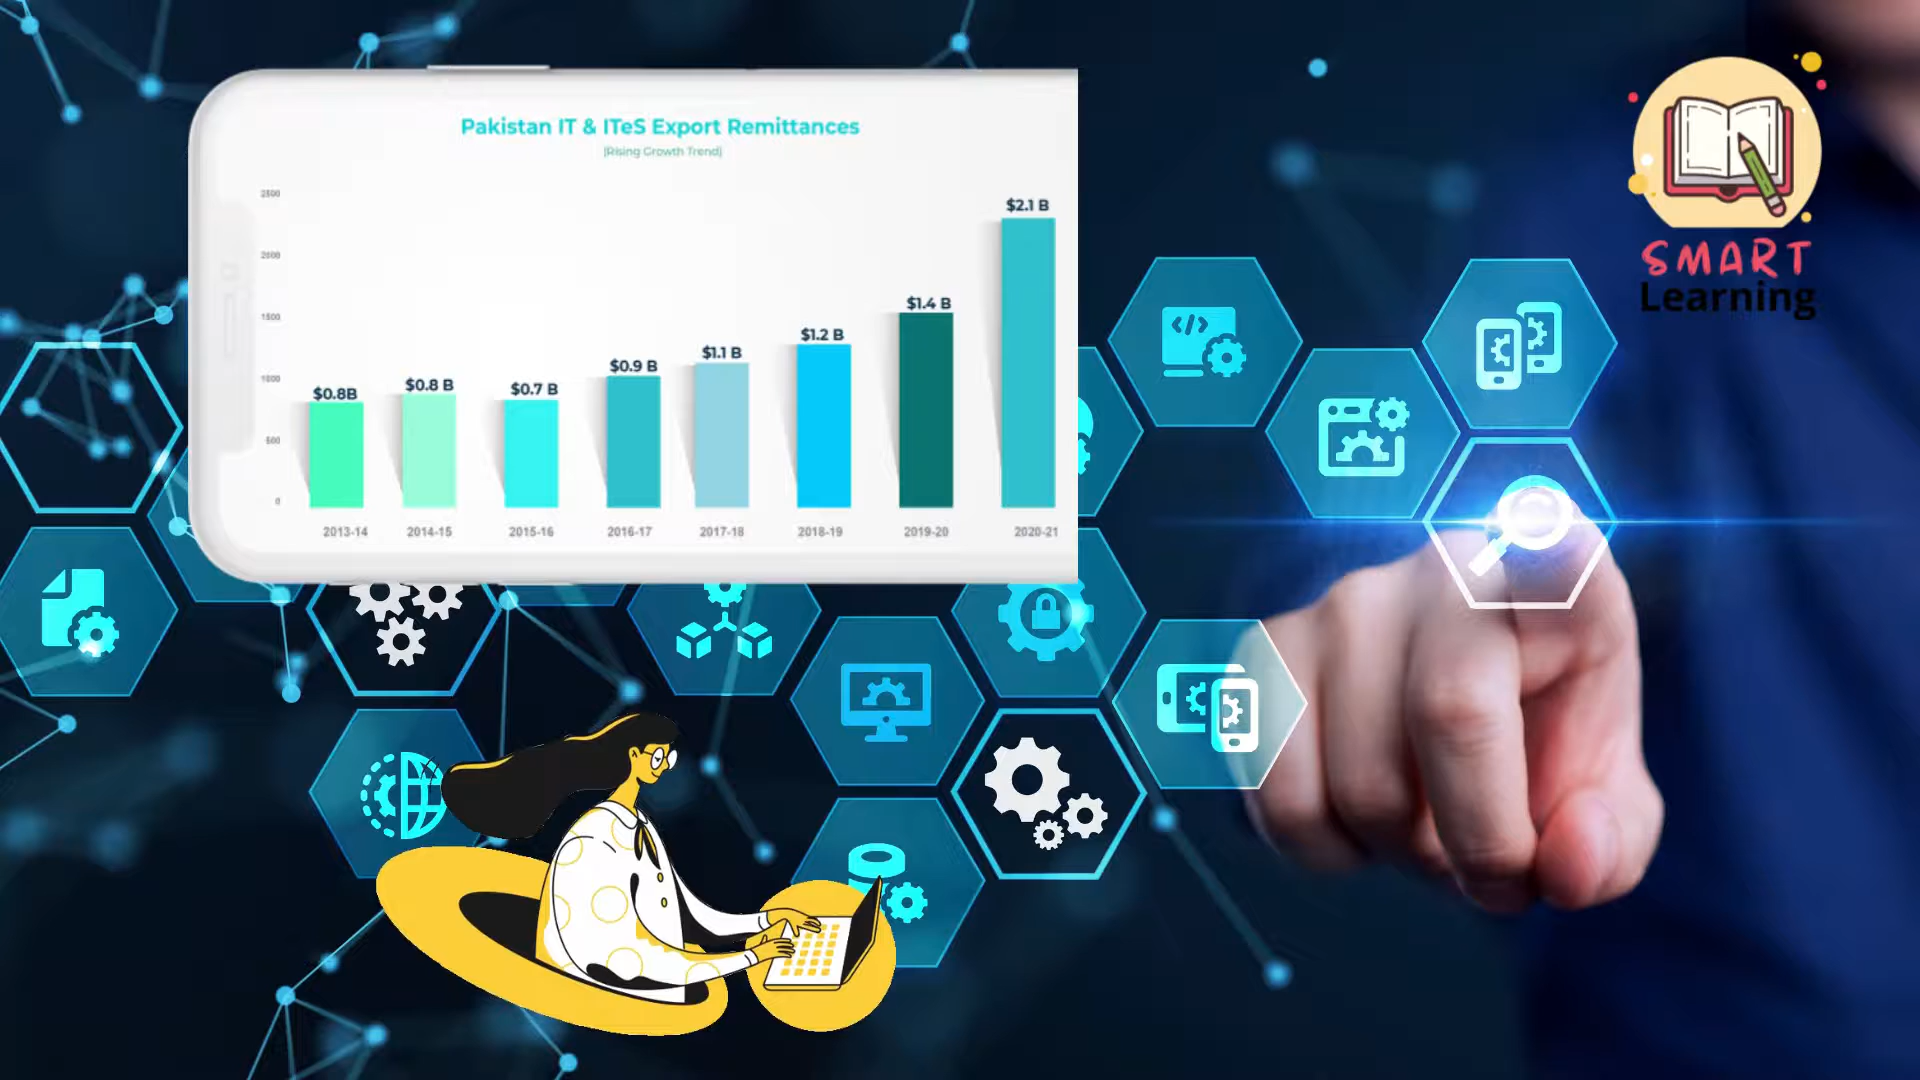 Pakistan IT & ITeS Export Remittances
(Rising Growth Trend)
2500
2000
1500
1000
500
0
$0.8B
$0.8 B
$0.7 B
$0.9 B
$1.1 B
$1.2 B
$1.4 B
$2.1 B
2013-14
2014-15
2015-16
2016-17
2017-18
2018-19
2019-20
2020-21
SMART
Learning